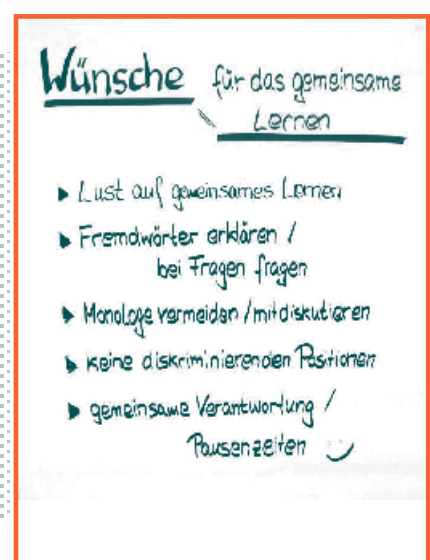 Wünsche für das gemeinsame
Lernen
▶ Lust auf gemeinsames Lernen
▶ Fremdwörter erklären /
bei Fragen fragen
▶ Monologe vermeiden / mitdiskutieren
▶ keine diskriminierenden Positionen
▶ gemeinsame Verantwortung /
Pausenzeiten